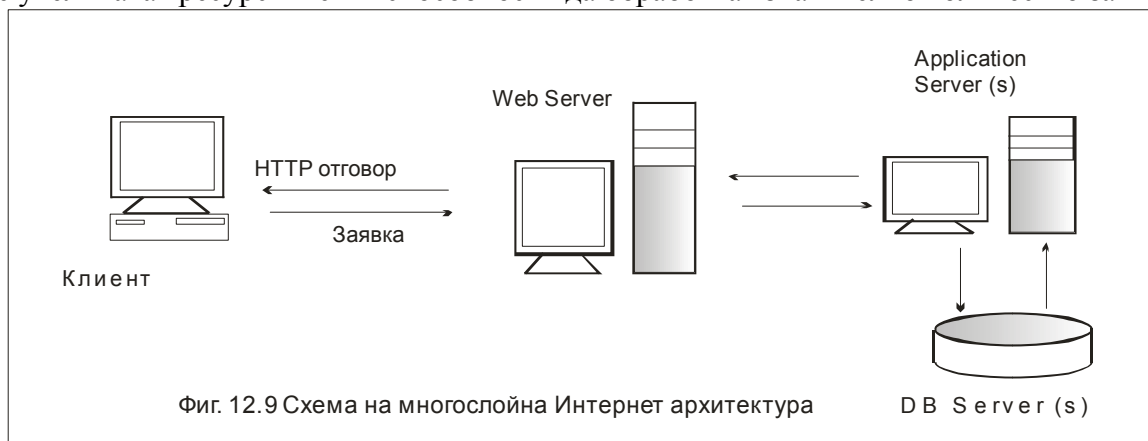 Application
Server (s)
Web Server
HTTP отговор
Заявка
Клиент
Фиг. 12.9 Схема на многослойна Интернет архитектура
DB Server (s)